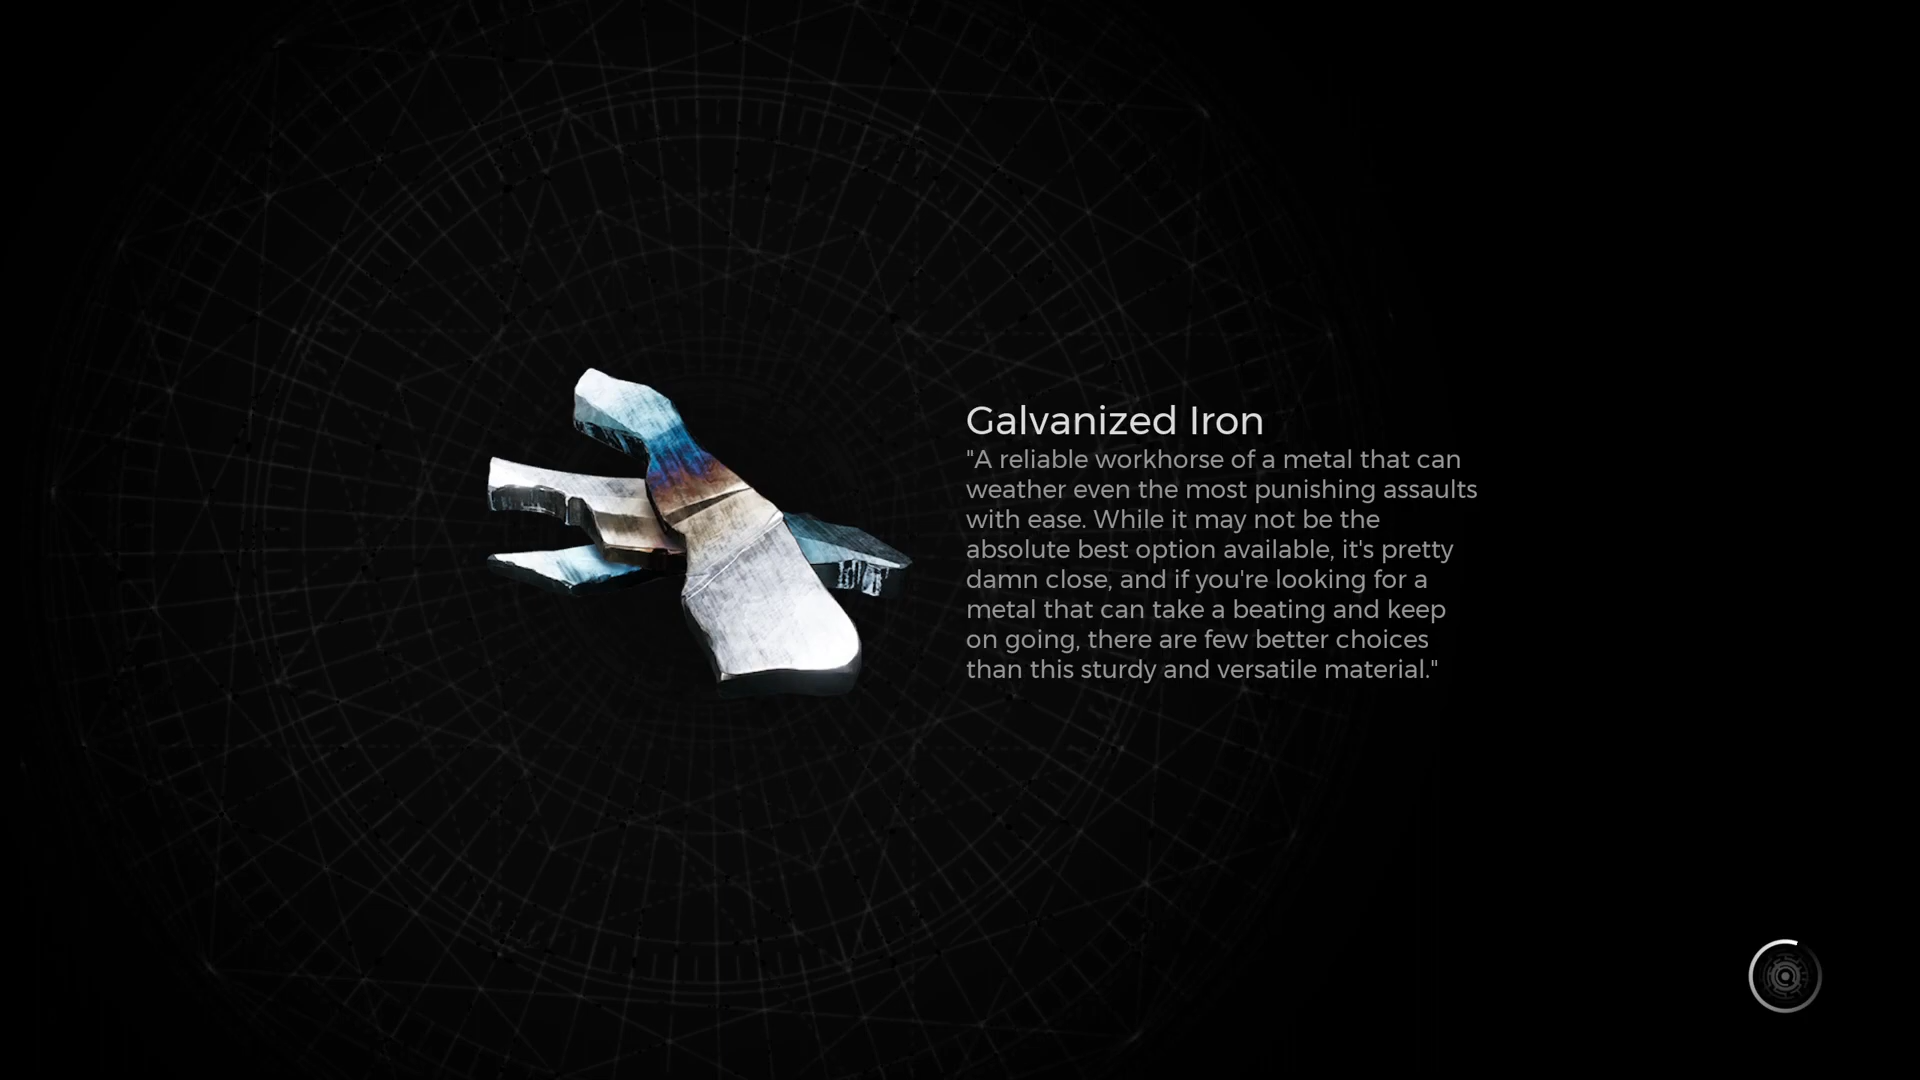 Galvanized Iron
"A reliable workhorse of a metal that can
weather even the most punishing assaults
with ease. While it may not be the
absolute best option available, it's pretty
damn close, and if you're looking for a
metal that can take a beating and keep
on going, there are few better choices
than this sturdy and versatile material."